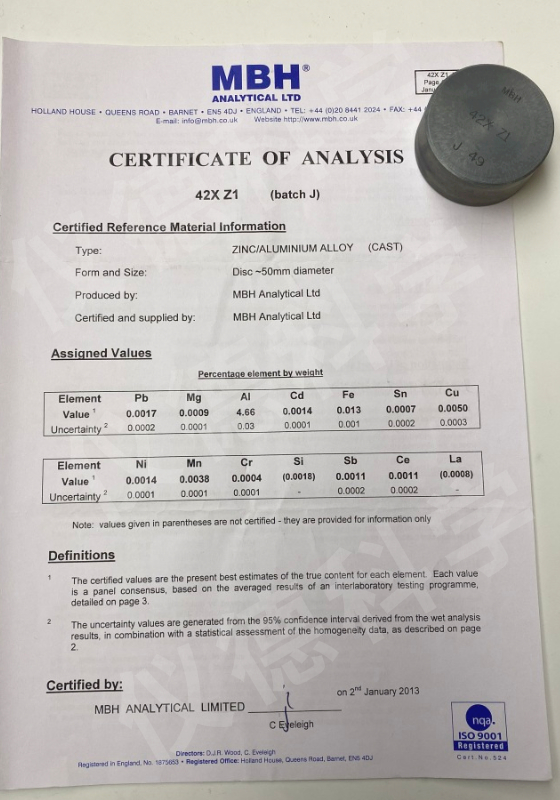 MBH®
ANALYTICAL LTD
42X Z1
HOLLAND HOUSE • QUEENS ROAD • BARNET • EN5 4DJ • ENGLAND • TEL: +44 (0)20 8441 2024 • FAX: +44
E-mail: info@mbh.co.uk Website http://www.mbh.co.uk
MBH
42X Z1
J 49
CERTIFICATE OF ANALYSIS
42X Z1 (batch J)
Certified Reference Material Information
Type: ZINC/ALUMINIUM ALLOY (CAST)
Form and Size: Disc ~50mm diameter
Produced by: MBH Analytical Ltd
Certified and supplied by: MBH Analytical Ltd
Assigned Values
Percentage element by weight
Element Pb Mg Al Cd Fe Sn Cu
Value ¹ 0.0017 0.0009 4.66 0.0014 0.013 0.0007 0.0050
Uncertainty ² 0.0002 0.0001 0.03 0.0001 0.001 0.0002 0.0003
Element Ni Mn Cr Si Sb Ce La
Value ¹ 0.0014 0.0038 0.0004 (0.0018) 0.0011 0.0011 (0.0008)
Uncertainty ² 0.0001 0.0001 0.0001 - 0.0002 0.0002 -
Note: values given in parentheses are not certified - they are provided for information only
Definitions
1 The certified values are the present best estimates of the true content for each element. Each value
is a panel consensus, based on the averaged results of an interlaboratory testing programme,
detailed on page 3.
2 The uncertainty values are generated from the 95% confidence interval derived from the wet analysis
results, in combination with a statistical assessment of the homogeneity data, as described on page
2.
Certified by:
on 2nd January 2013
MBH ANALYTICAL LIMITED
C Eveleigh
nqa.
ISO 9001
Registered
Cert.No.524
Directors: D.J.R. Wood, C. Eveleigh
Registered in England, No. 1675653 • Registered Office: Holland House, Queens Road, Barnet, EN5 4DJ